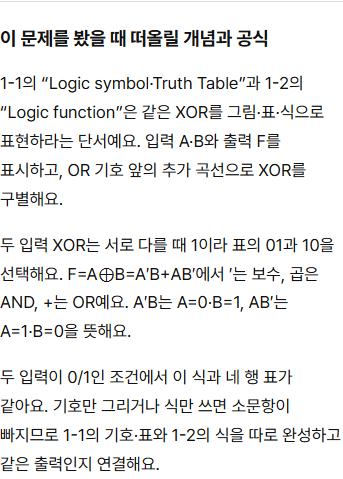 이 문제를 봤을 때 떠올릴 개념과 공식
1-1의 “Logic symbol·Truth Table”과 1-2의
“Logic function”은 같은 XOR를 그림·표·식으로
표현하라는 단서예요. 입력 A·B와 출력 F를
표시하고, OR 기호 앞의 추가 곡선으로 XOR를
구별해요.
두 입력 XOR는 서로 다를 때 1이라 표의 01과 10을
선택해요. F=A⊕B=A′B+AB′에서 ′는 보수, 곱은
AND, +는 OR예요. A′B는 A=0·B=1, AB′는
A=1·B=0을 뜻해요.
두 입력이 0/1인 조건에서 이 식과 네 행 표가
같아요. 기호만 그리거나 식만 쓰면 소문항이
빠지므로 1-1의 기호·표와 1-2의 식을 따로 완성하고
같은 출력인지 연결해요.